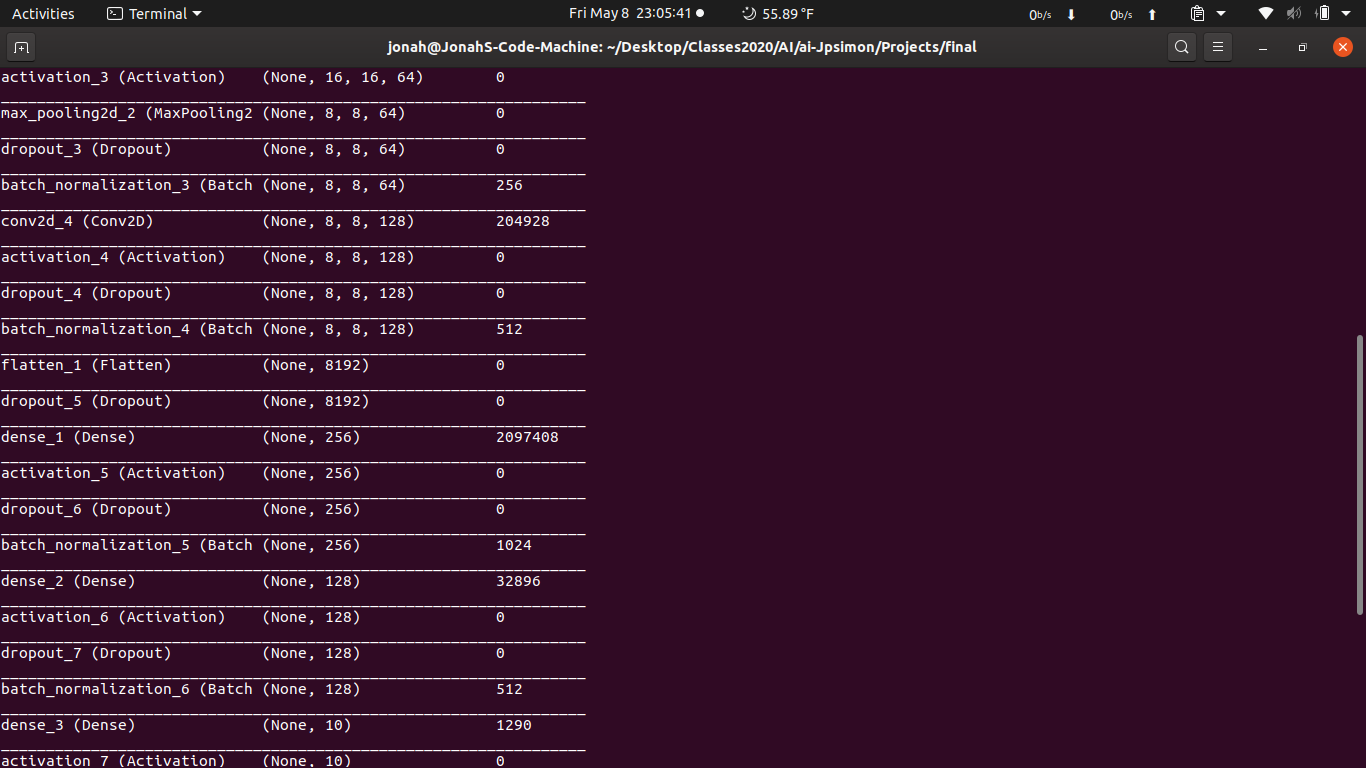 Activities Terminal Fri May 8 23:05:41 55.89 °F 0b/s 0b/s
jonah@JonahS-Code-Machine: ~/Desktop/Classes2020/AI/ai-Jpsimon/Projects/final
activation_3 (Activation) (None, 16, 16, 64) 0
_________________________________________________________________
max_pooling2d_2 (MaxPooling2 (None, 8, 8, 64) 0
_________________________________________________________________
dropout_3 (Dropout) (None, 8, 8, 64) 0
_________________________________________________________________
batch_normalization_3 (Batch (None, 8, 8, 64) 256
_________________________________________________________________
conv2d_4 (Conv2D) (None, 8, 8, 128) 204928
_________________________________________________________________
activation_4 (Activation) (None, 8, 8, 128) 0
_________________________________________________________________
dropout_4 (Dropout) (None, 8, 8, 128) 0
_________________________________________________________________
batch_normalization_4 (Batch (None, 8, 8, 128) 512
_________________________________________________________________
flatten_1 (Flatten) (None, 8192) 0
_________________________________________________________________
dropout_5 (Dropout) (None, 8192) 0
_________________________________________________________________
dense_1 (Dense) (None, 256) 2097408
_________________________________________________________________
activation_5 (Activation) (None, 256) 0
_________________________________________________________________
dropout_6 (Dropout) (None, 256) 0
_________________________________________________________________
batch_normalization_5 (Batch (None, 256) 1024
_________________________________________________________________
dense_2 (Dense) (None, 128) 32896
_________________________________________________________________
activation_6 (Activation) (None, 128) 0
_________________________________________________________________
dropout_7 (Dropout) (None, 128) 0
_________________________________________________________________
batch_normalization_6 (Batch (None, 128) 512
_________________________________________________________________
dense_3 (Dense) (None, 10) 1290
_________________________________________________________________
activation_7 (Activation) (None, 10) 0